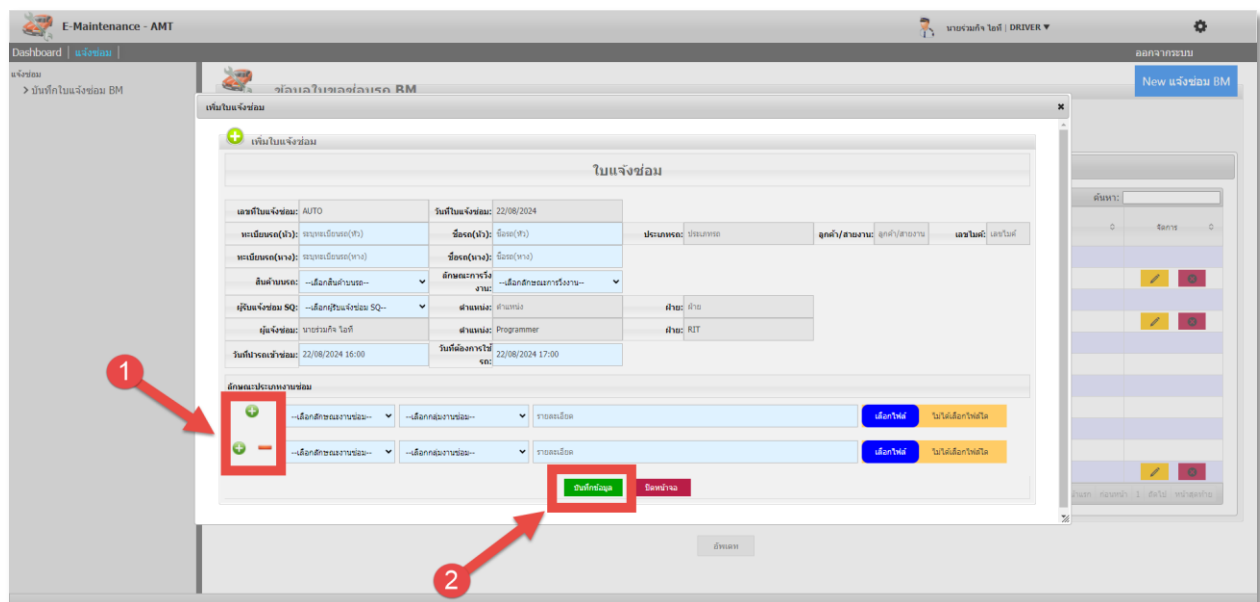 E-Maintenance - AMT
นายร่วมกิจ ไอที | DRIVER ▼
Dashboard | แจ้งซ่อม |
ออกจากระบบ
แจ้งซ่อม
> บันทึกใบแจ้งซ่อม BM
ข้อมูลใบขอซ่อมรถ BM
New แจ้งซ่อม BM
เพิ่มใบแจ้งซ่อม
เพิ่มใบแจ้งซ่อม
ใบแจ้งซ่อม
ค้นหา:
จัดการ
เลขที่ใบแจ้งซ่อม: AUTO วันที่ใบแจ้งซ่อม: 22/08/2024
ทะเบียนรถ(หัว): ระบุทะเบียนรถ(หัว) ชื่อรถ(หัว): ชื่อรถ(หัว) ประเภทรถ: ประเภทรถ ลูกค้า/สายงาน: ลูกค้า/สายงาน เลขไมค์: เลขไมค์
ทะเบียนรถ(หาง): ระบุทะเบียนรถ(หาง) ชื่อรถ(หาง): ชื่อรถ(หาง)
สินค้าบนรถ: --เลือกสินค้าบนรถ-- ลักษณะการวิ่งงาน: --เลือกลักษณะการวิ่งงาน--
ผู้รับแจ้งซ่อม SQ: --เลือกผู้รับแจ้งซ่อม SQ-- ตำแหน่ง: ตำแหน่ง ฝ่าย: ฝ่าย
ผู้แจ้งซ่อม: นายร่วมกิจ ไอที ตำแหน่ง: Programmer ฝ่าย: RIT
วันที่นำรถเข้าซ่อม: 22/08/2024 16:00 วันที่ต้องการใช้รถ: 22/08/2024 17:00
ลักษณะประเภทงานซ่อม
1
--เลือกลักษณะงานซ่อม-- --เลือกกลุ่มงานซ่อม-- รายละเอียด เลือกไฟล์ ไม่ได้เลือกไฟล์ใด
--เลือกลักษณะงานซ่อม-- --เลือกกลุ่มงานซ่อม-- รายละเอียด เลือกไฟล์ ไม่ได้เลือกไฟล์ใด
บันทึกข้อมูล ปิดหน้าจอ
ก่อนหน้า 1 ถัดไป หน้าสุดท้าย
อัพเดท
2